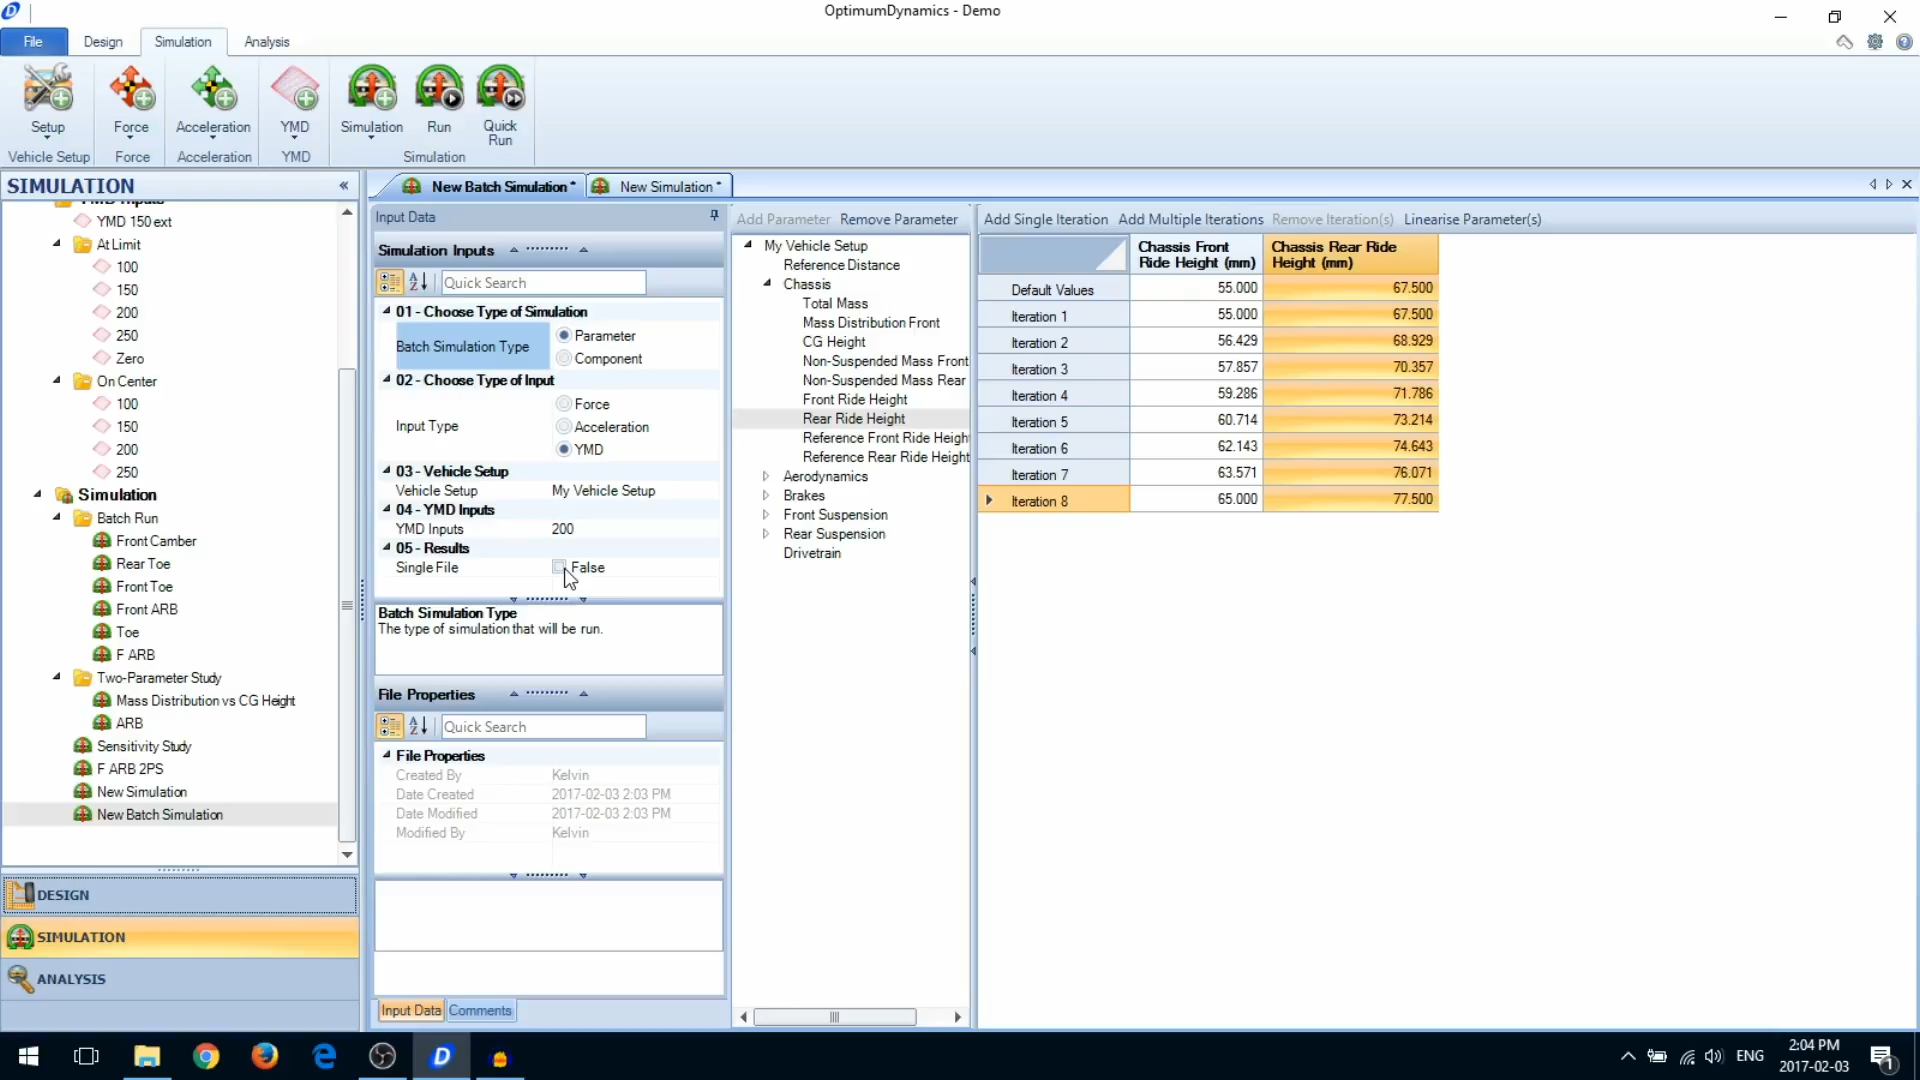 OptimumDynamics - Demo
File
Design
Simulation
Analysis
Setup
Force
Acceleration
YMD
Simulation
Run
Quick Run
Vehicle Setup
Force
Acceleration
YMD
Simulation
SIMULATION
YMD Inputs
YMD 150 ext
At Limit
100
150
200
250
Zero
On Center
100
150
200
250
Simulation
Batch Run
Front Camber
Rear Toe
Front Toe
Front ARB
Toe
F ARB
Two-Parameter Study
Mass Distribution vs CG Height
ARB
Sensitivity Study
F ARB 2PS
New Simulation
New Batch Simulation
DESIGN
SIMULATION
ANALYSIS
New Batch Simulation *
New Simulation *
Input Data
Simulation Inputs
Quick Search
01 - Choose Type of Simulation
Batch Simulation Type
Parameter
Component
02 - Choose Type of Input
Input Type
Force
Acceleration
YMD
03 - Vehicle Setup
Vehicle Setup My Vehicle Setup
04 - YMD Inputs
YMD Inputs 200
05 - Results
Single File False
Batch Simulation Type
The type of simulation that will be run.
File Properties
Quick Search
File Properties
Created By Kelvin
Date Created 2017-02-03 2:03 PM
Date Modified 2017-02-03 2:03 PM
Modified By Kelvin
Input Data
Comments
Add Parameter Remove Parameter
My Vehicle Setup
Reference Distance
Chassis
Total Mass
Mass Distribution Front
CG Height
Non-Suspended Mass Front
Non-Suspended Mass Rear
Front Ride Height
Rear Ride Height
Reference Front Ride Heigh
Reference Rear Ride Height
Aerodynamics
Brakes
Front Suspension
Rear Suspension
Drivetrain
Add Single Iteration Add Multiple Iterations Remove Iteration(s) Linearise Parameter(s)
Chassis Front Ride Height (mm)
Chassis Rear Ride Height (mm)
Default Values 55.000 67.500
Iteration 1 55.000 67.500
Iteration 2 56.429 68.929
Iteration 3 57.857 70.357
Iteration 4 59.286 71.786
Iteration 5 60.714 73.214
Iteration 6 62.143 74.643
Iteration 7 63.571 76.071
Iteration 8 65.000 77.500
ENG
2:04 PM
2017-02-03
1